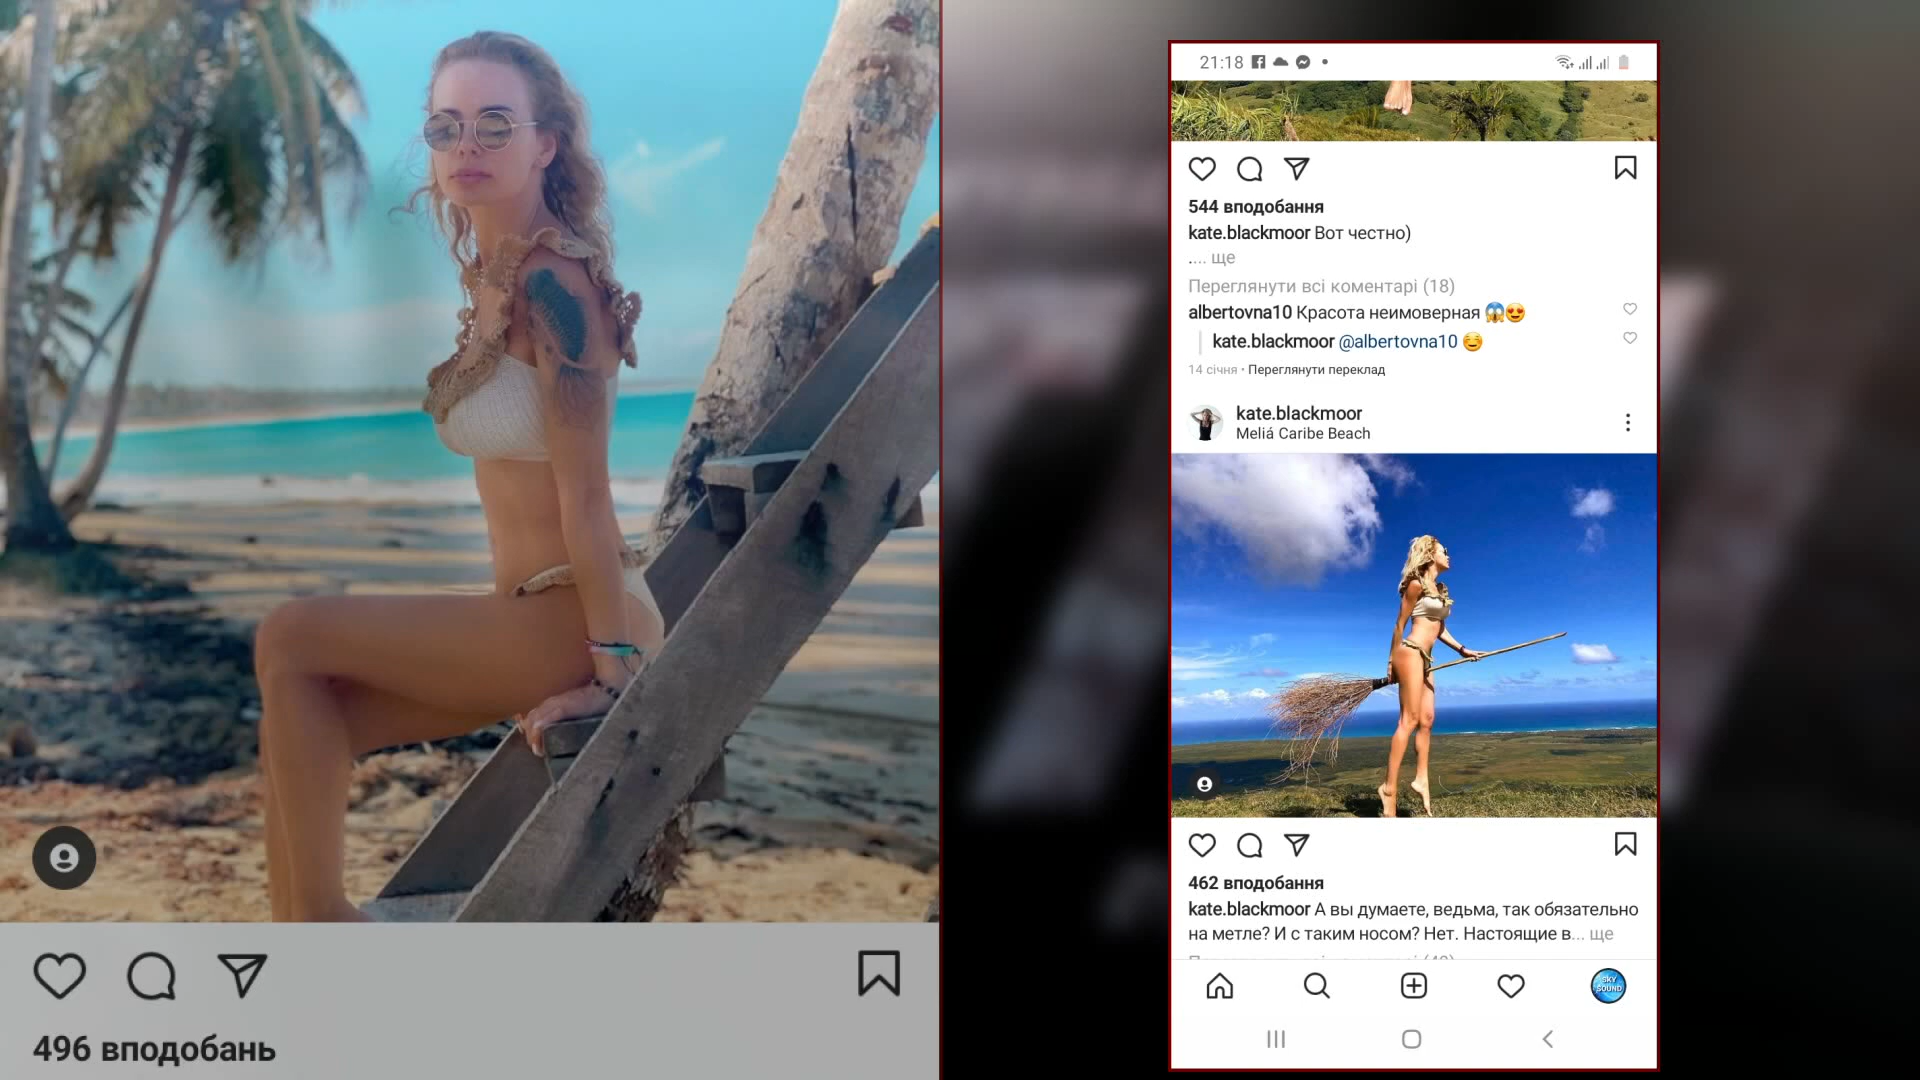 496 вподобань
21:18
544 вподобання
kate.blackmoor Вот честно)
.... ще
Переглянути всі коментарі (18)
albertovna10 Красота неимоверная 😱😍
kate.blackmoor @albertovna10 ☺️
14 січня • Переглянути переклад
kate.blackmoor
Meliá Caribe Beach
462 вподобання
kate.blackmoor А вы думаете, ведьма, так обязательно
на метле? И с таким носом? Нет. Настоящие в... ще
SKY
SOUND